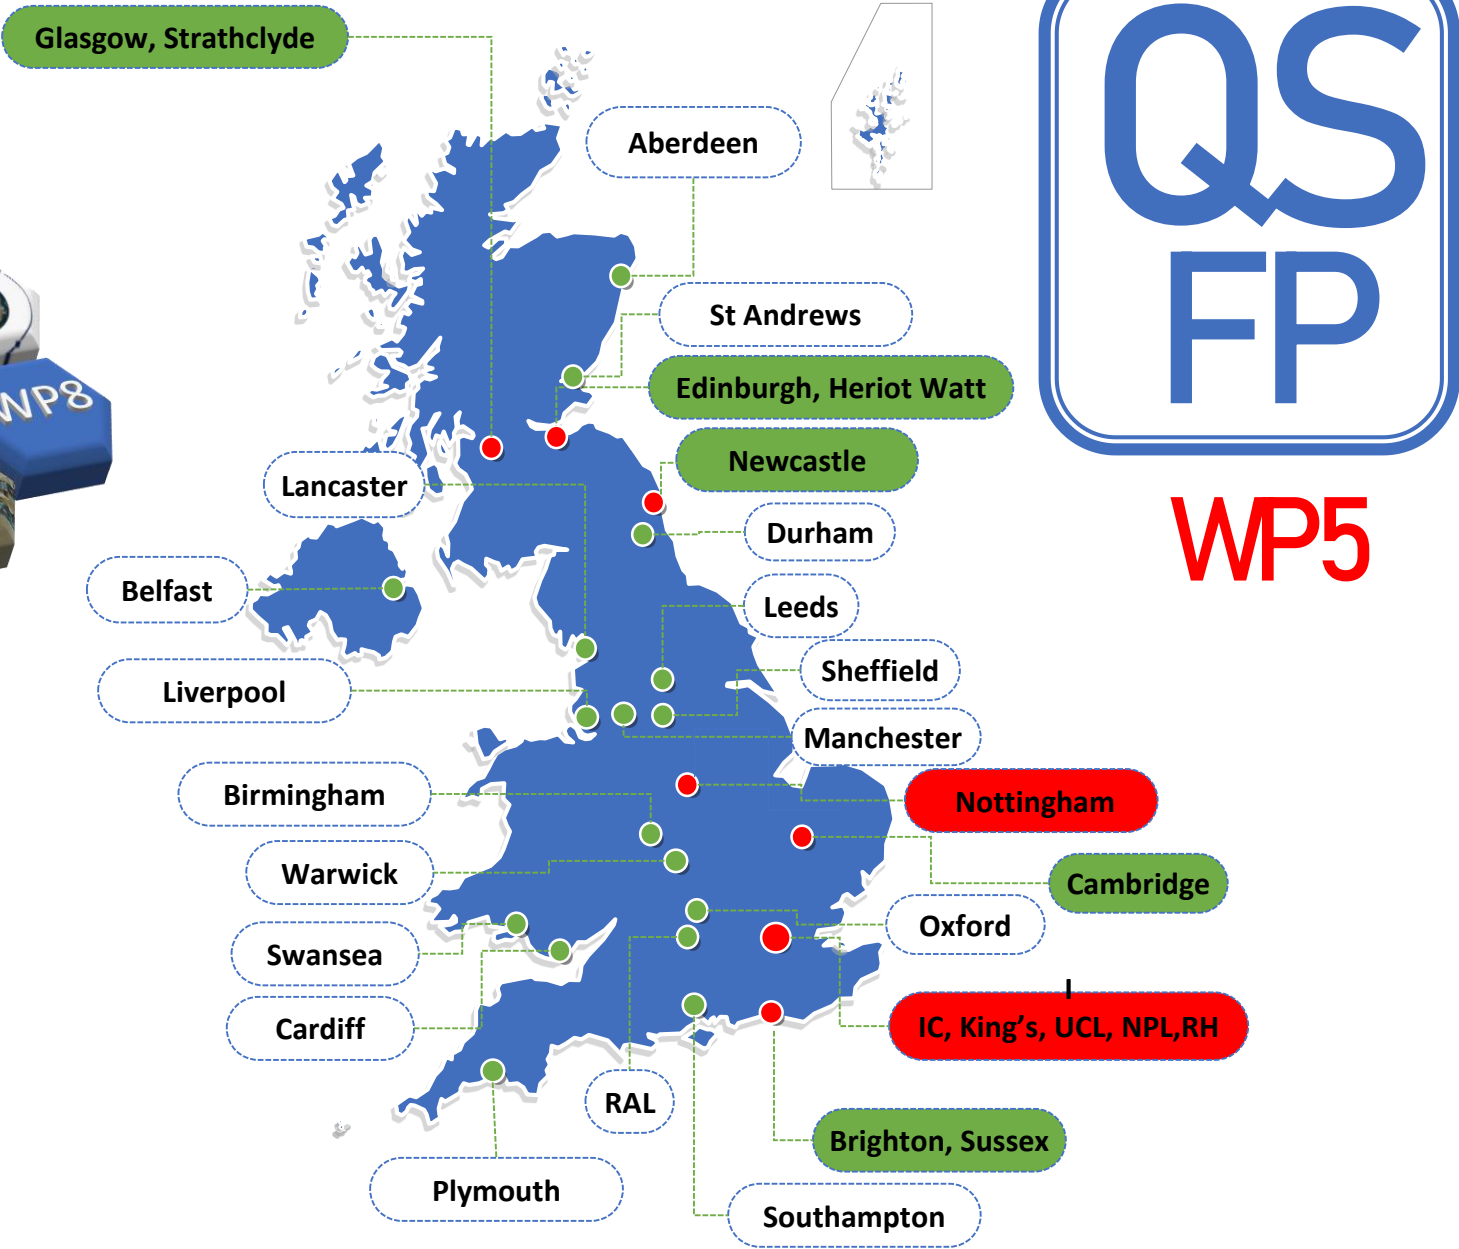 Glasgow, Strathclyde
QS
FP
Aberdeen
St Andrews
WP8
Edinburgh, Heriot Watt
Newcastle
Lancaster
WP5
Durham
Belfast
Leeds
Sheffield
Liverpool
Manchester
Birmingham
Nottingham
Warwick
Cambridge
Oxford
Swansea
IC, King's, UCL, NPL,RH
Cardiff
RAL
Brighton, Sussex
Plymouth
Southampton